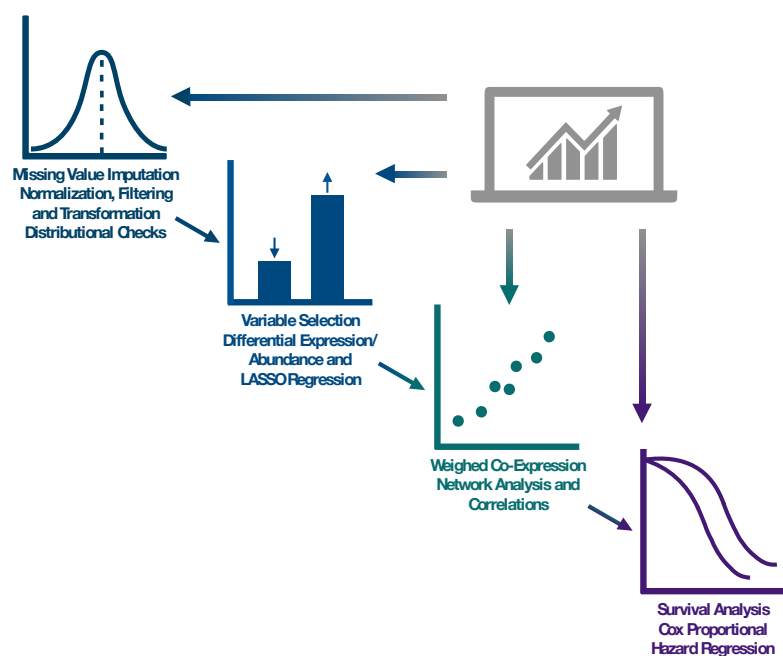 Missing Value Imputation
Normalization, Filtering
and Transformation
Distributional Checks
Variable Selection
Differential Expression/
Abundance and
LASSO Regression
Weighed Co-Expression
Network Analysis and
Correlations
Survival Analysis
Cox Proportional
Hazard Regression